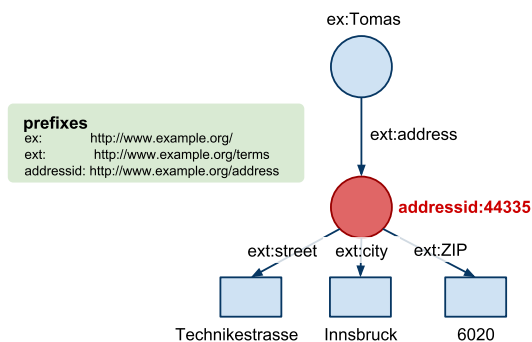 ex:Tomas
prefixes
ex: http://www.example.org/
ext: http://www.example.org/terms
addressid: http://www.example.org/address
ext:address
addressid:44335
ext:street ext:city ext:ZIP
Technikestrasse Innsbruck 6020